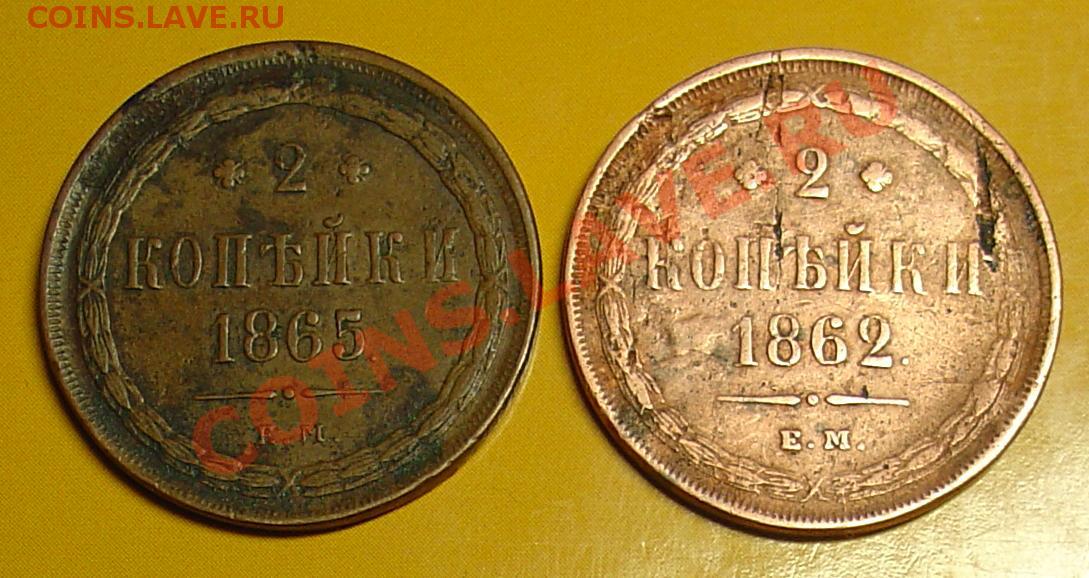 COINS.LAVE.RU
2
КОПѢЙКИ
1865.
Е.М.
2
КОПѢЙКИ
1862.
Е.М.
COINS.LAVE.RU